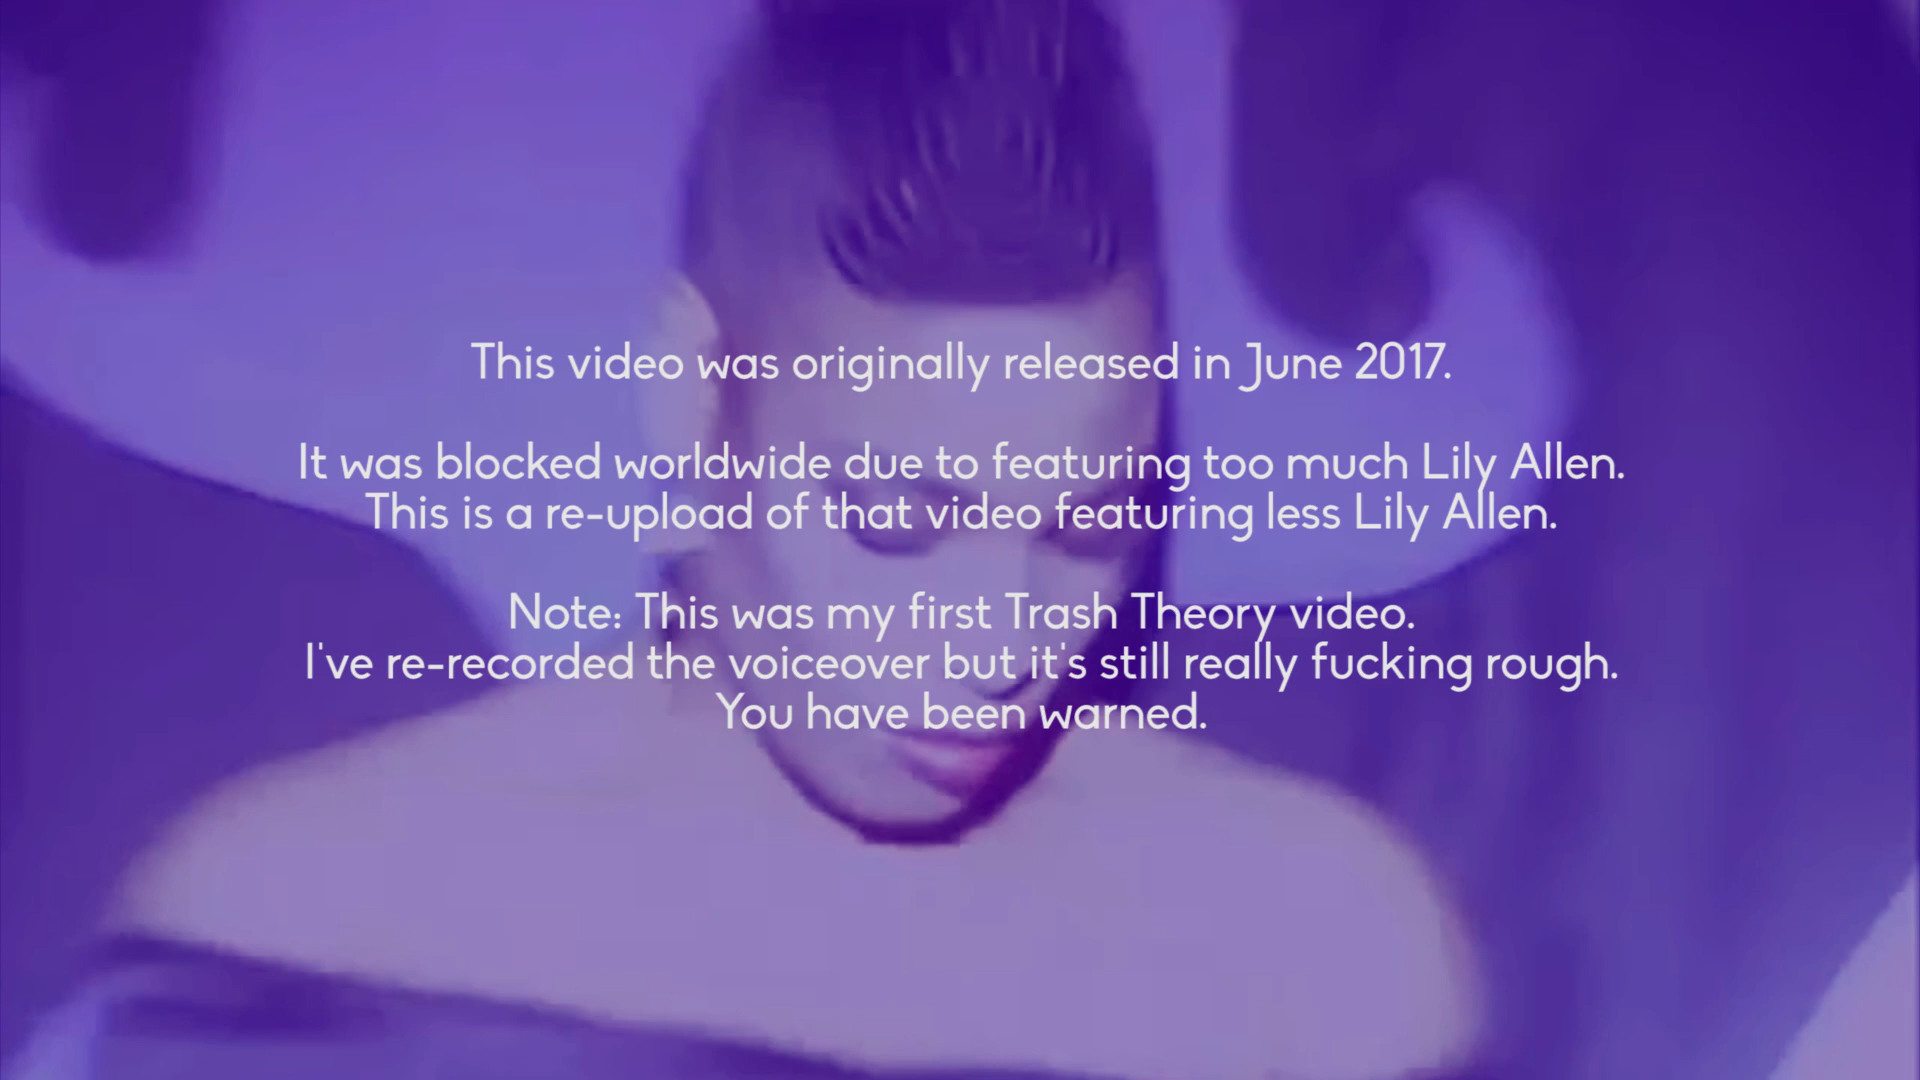 This video was originally released in June 2017.
It was blocked worldwide due to featuring too much Lily Allen.
This is a re-upload of that video featuring less Lily Allen.
Note: This was my first Trash Theory video.
I've re-recorded the voiceover but it's still really fucking rough.
You have been warned.